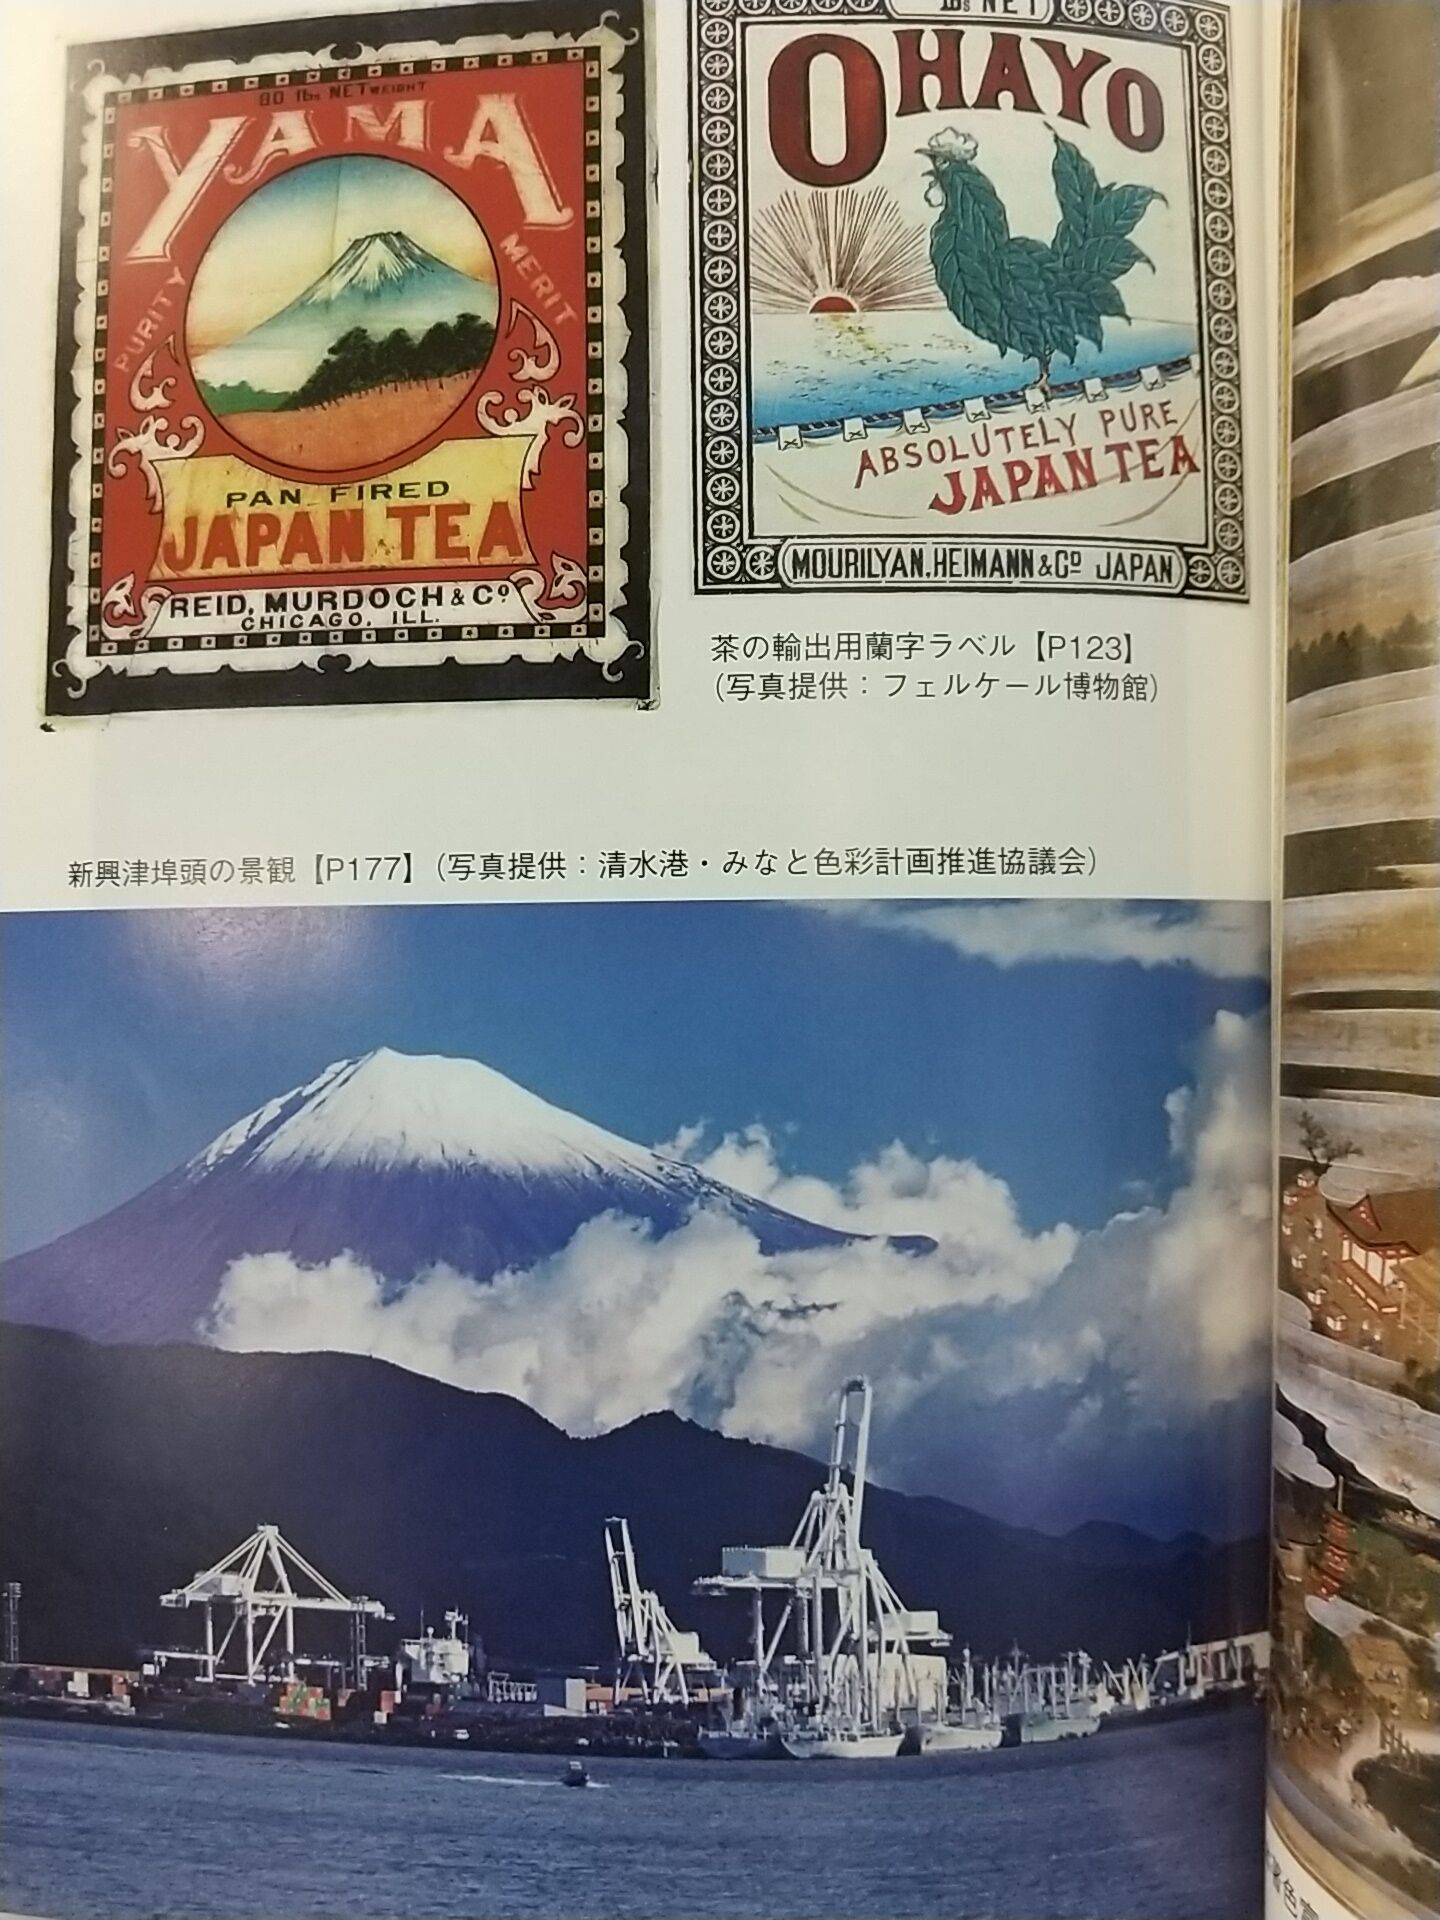 80 lbs NET WEIGHT
YAMA
PURITY
MERIT
PAN FIRED
JAPAN TEA
REID, MURDOCH & Cº
CHICAGO, ILL.
lbs NET
OHAYO
ABSOLUTELY PURE
JAPAN TEA
MOURILYAN, HEIMANN & Cº JAPAN
茶の輸出用蘭字ラベル【P123】
(写真提供：フェルケール博物館)
新興津埠頭の景観【P177】(写真提供：清水港・みなと色彩計画推進協議会)